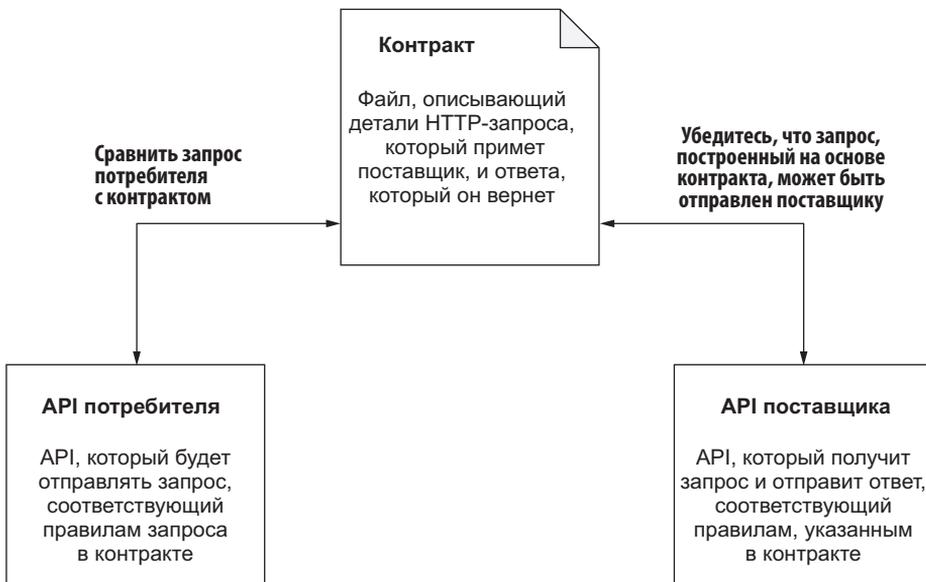 Контракт
Файл, описывающий
детали HTTP-запроса,
который примет
поставщик, и ответа,
который он вернет
Сравнить запрос
потребителя
с контрактом
Убедитесь, что запрос,
построенный на основе
контракта, может быть
отправлен поставщику
API потребителя
API, который будет
отправлять запрос,
соответствующий
правилам запроса
в контракте
API поставщика
API, который получит
запрос и отправит ответ,
соответствующий
правилам, указанным
в контракте